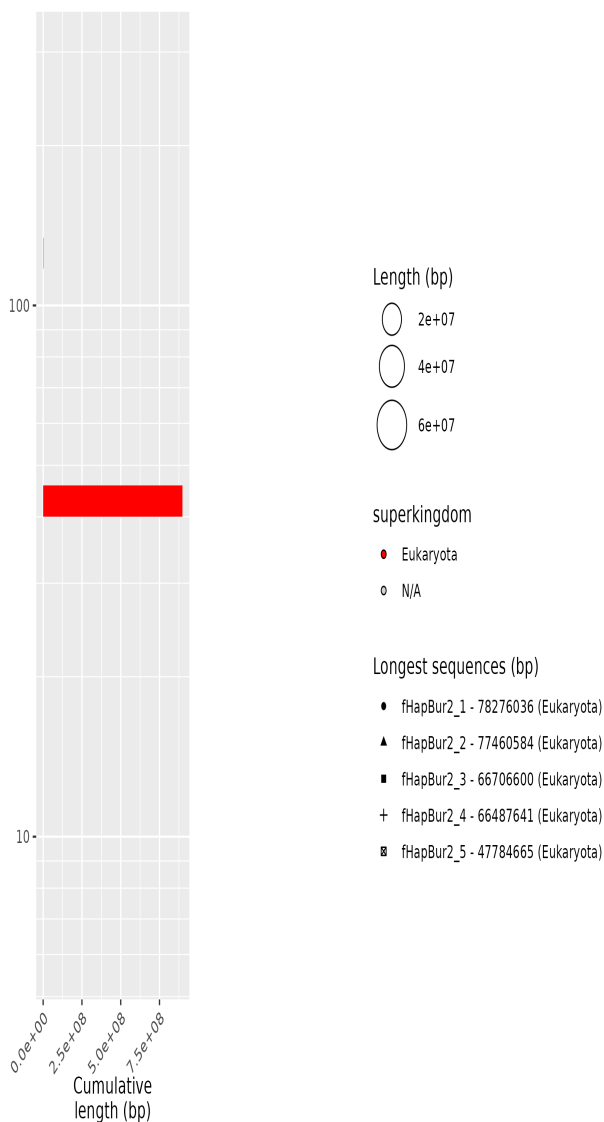 100
10
0.0e+00
2.5e+08
5.0e+08
7.5e+08
Cumulative
length (bp)
Length (bp)
2e+07
4e+07
6e+07
superkingdom
Eukaryota
N/A
Longest sequences (bp)
fHapBur2_1 - 78276036 (Eukaryota)
fHapBur2_2 - 77460584 (Eukaryota)
fHapBur2_3 - 66706600 (Eukaryota)
fHapBur2_4 - 66487641 (Eukaryota)
fHapBur2_5 - 47784665 (Eukaryota)